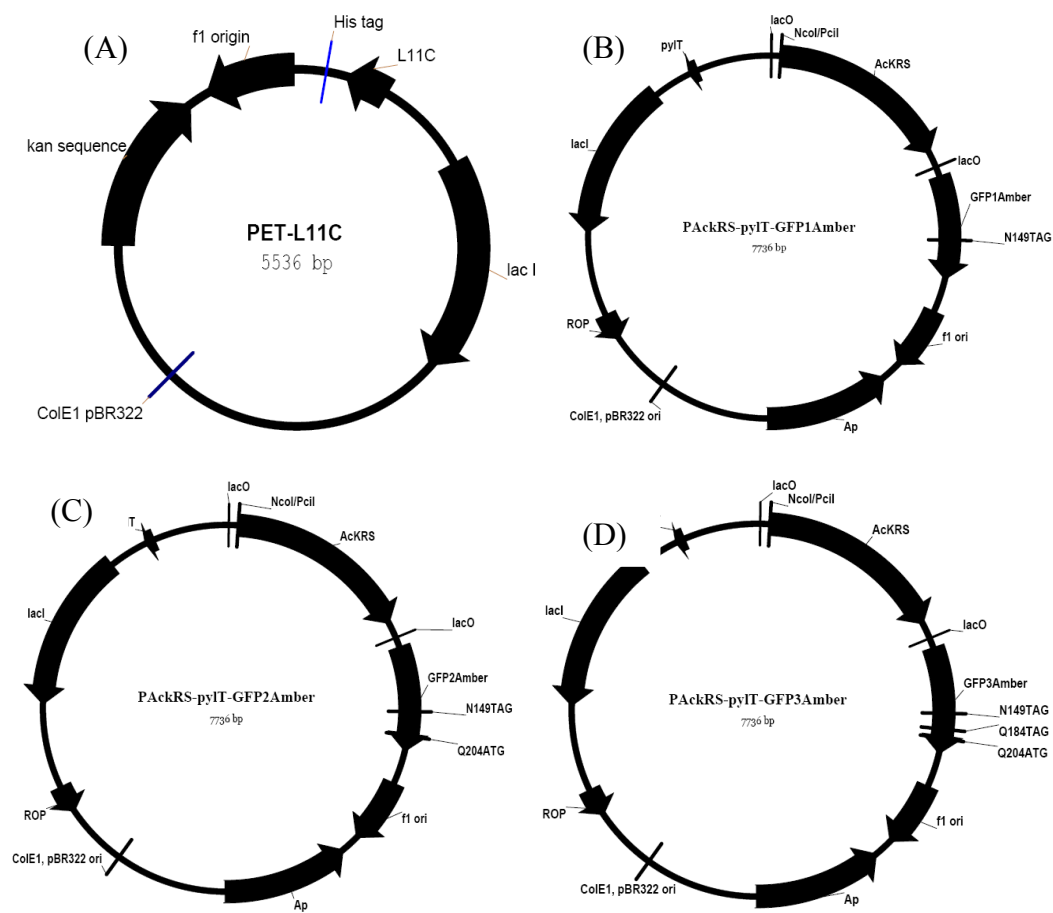 (A)
His tag
f1 origin
L11C
kan sequence
PET-L11C
5536 bp
lac I
ColE1 pBR322
(B)
lacO
NcoI/PciI
pylT
AcKRS
lacI
lacO
GFP1Amber
PAckRS-pylT-GFP1Amber
7736 bp
N149TAG
ROP
f1 ori
ColE1, pBR322 ori
Ap
(C)
lacO
NcoI/PciI
T
AcKRS
lacI
lacO
GFP2Amber
PAckRS-pylT-GFP2Amber
7736 bp
N149TAG
Q204ATG
ROP
f1 ori
ColE1, pBR322 ori
Ap
(D)
lacO
NcoI/PciI
AcKRS
lacI
lacO
GFP3Amber
PAckRS-pylT-GFP3Amber
7736 bp
N149TAG
Q184TAG
Q204ATG
ROP
f1 ori
ColE1, pBR322 ori
Ap